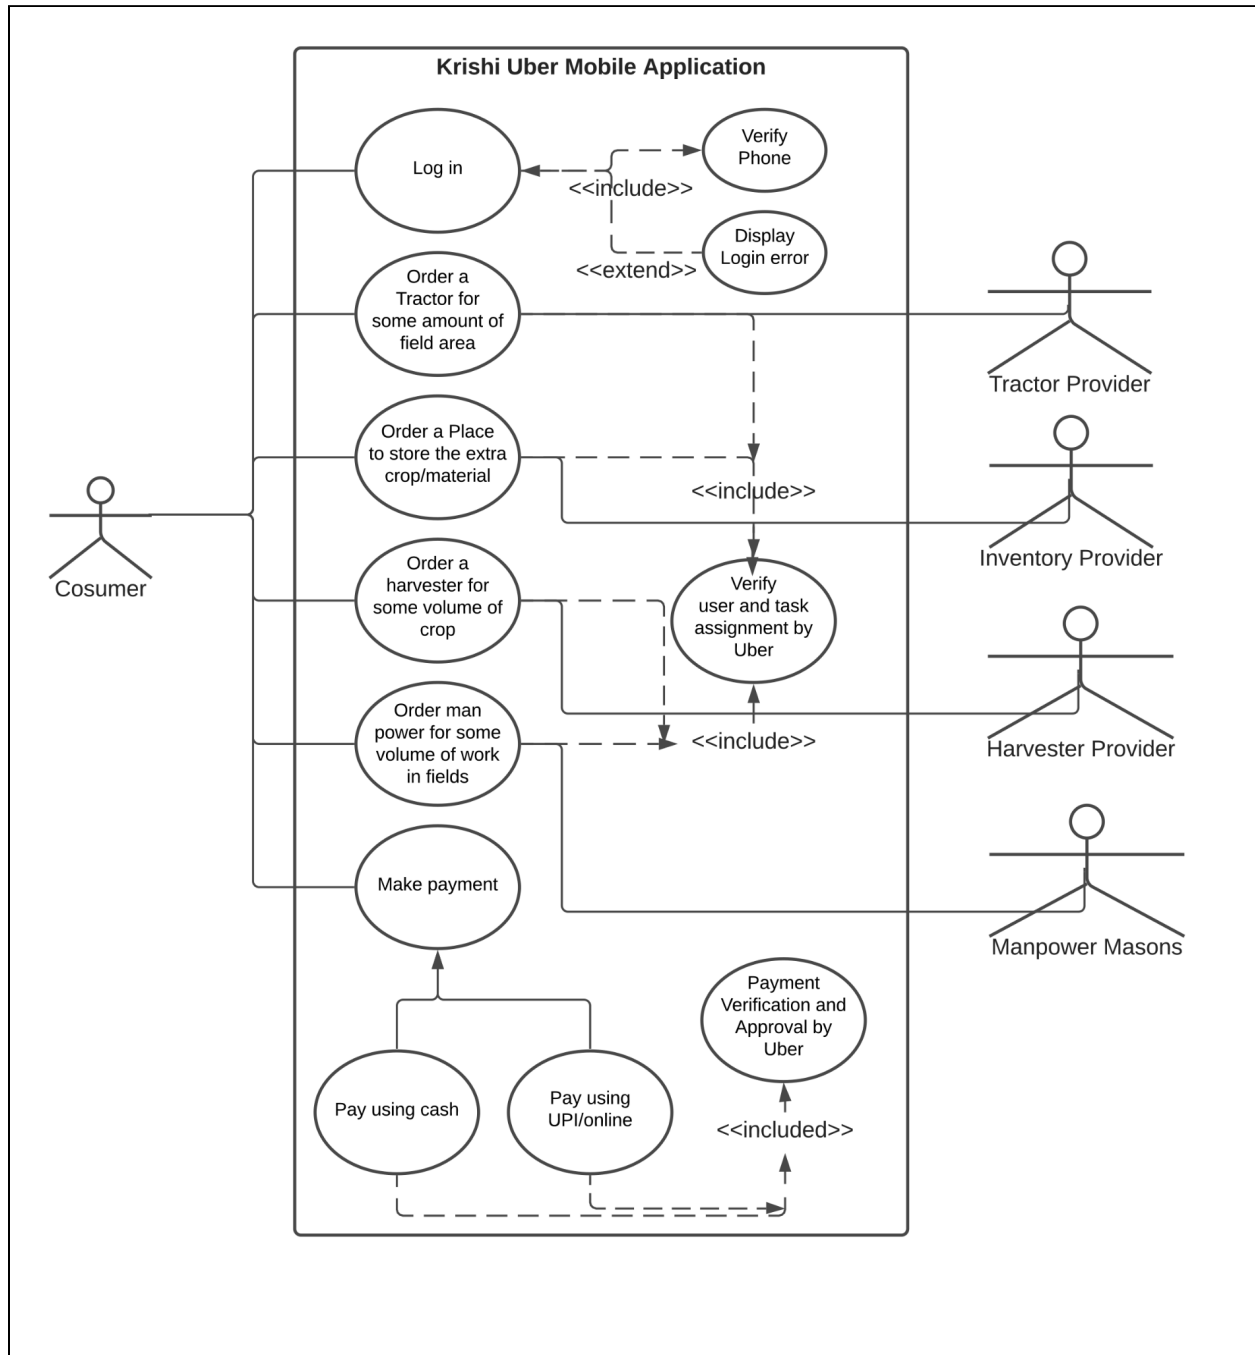 Krishi Uber Mobile Application
Log in
Verify
Phone
<<include>>
Display
Login error
<<extend>>
Order a
Tractor for
some amount of
field area
Tractor Provider
Order a Place
to store the extra
crop/material
<<include>>
Inventory Provider
Cosumer
Order a
harvester for
some volume of
crop
Verify
user and task
assignment by
Uber
Harvester Provider
Order man
power for some
volume of work
in fields
<<include>>
Make payment
Manpower Masons
Payment
Verification and
Approval by
Uber
Pay using cash
Pay using
UPI/online
<<included>>